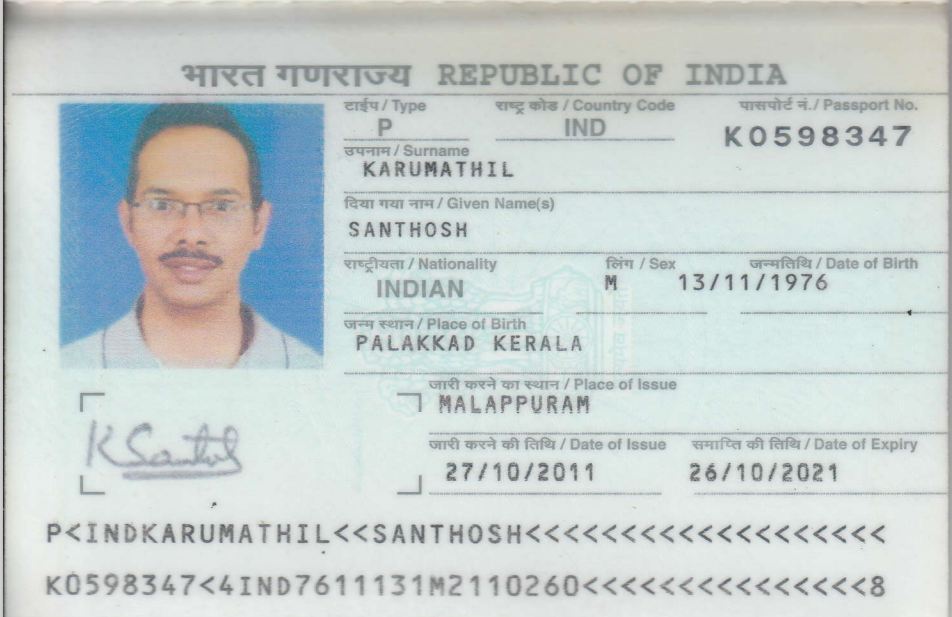 भारत गणराज्य REPUBLIC OF INDIA
टाईप / Type राष्ट्र कोड / Country Code पासपोर्ट नं. / Passport No.
P IND K0598347
उपनाम / Surname
KARUMATHIL
दिया गया नाम / Given Name(s)
SANTHOSH
राष्ट्रीयता / Nationality लिंग / Sex जन्मतिथि / Date of Birth
INDIAN M 13/11/1976
जन्म स्थान / Place of Birth
PALAKKAD KERALA
जारी करने का स्थान / Place of Issue
MALAPPURAM
जारी करने की तिथि / Date of Issue समाप्ति की तिथि / Date of Expiry
27/10/2011 26/10/2021
K Santhosh
P<INDKARUMATHIL<<SANTHOSH<<<<<<<<<<<<<<<<<<<
K0598347<4IND7611131M2110260<<<<<<<<<<<<<<<8